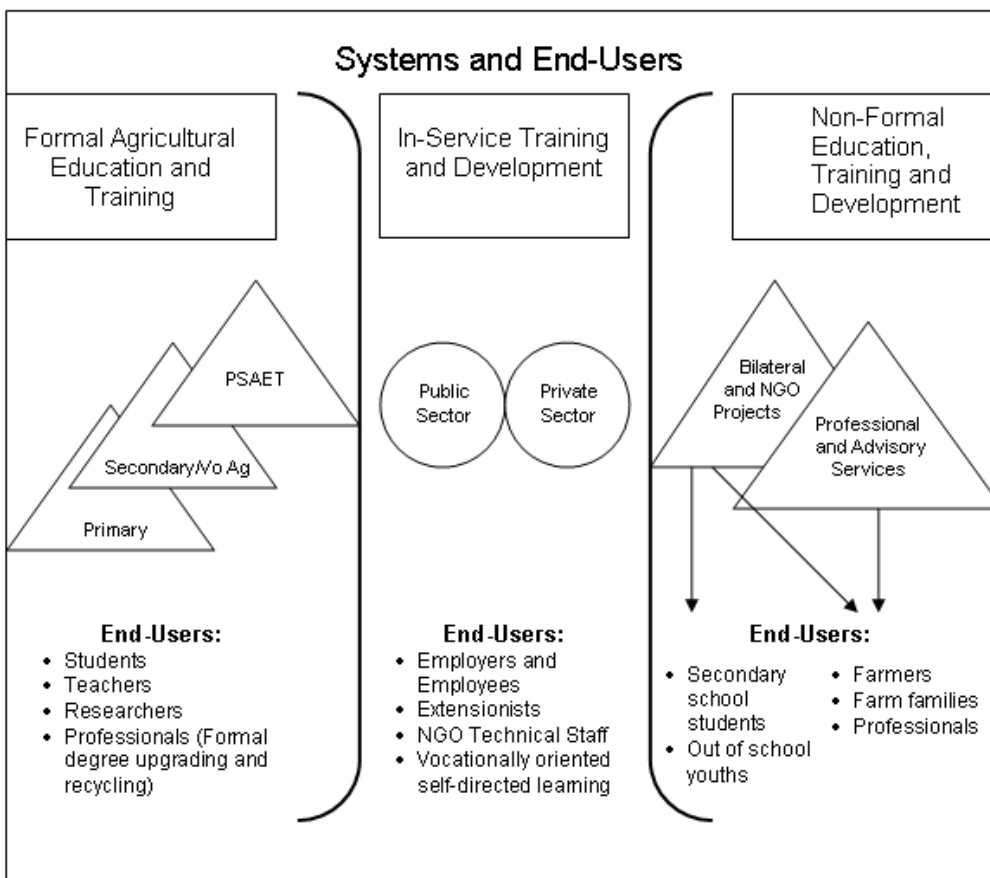 Systems and End-Users
Formal Agricultural
Education and
Training
PSAET
Secondary/Vo Ag
Primary
End-Users:
• Students
• Teachers
• Researchers
• Professionals (Formal
degree upgrading and
recycling)
In-Service Training
and Development
Public
Sector
Private
Sector
End-Users:
• Employers and
Employees
• Extensionists
• NGO Technical Staff
• Vocationally oriented
self-directed learning
Non-Formal
Education,
Training and
Development
Bilateral
and NGO
Projects
Professional
and Advisory
Services
End-Users:
• Secondary
school
students
• Out of school
youths
• Farmers
• Farm families
• Professionals